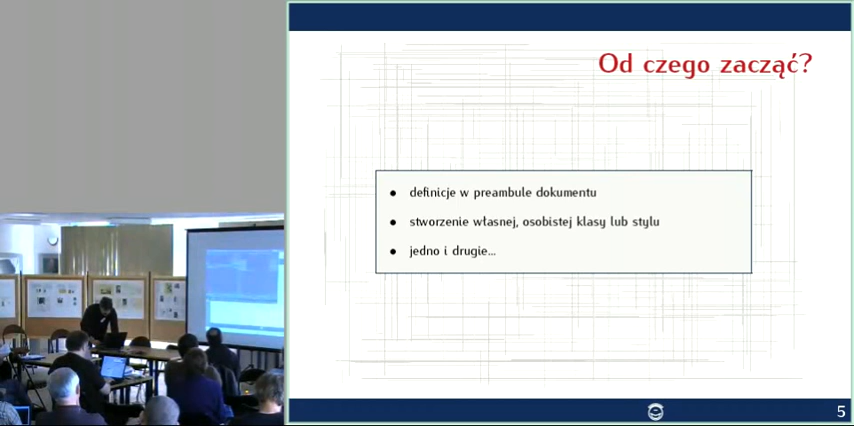 Od czego zacząć?
● definicje w preambule dokumentu
● stworzenie własnej, osobistej klasy lub stylu
● jedno i drugie...
5